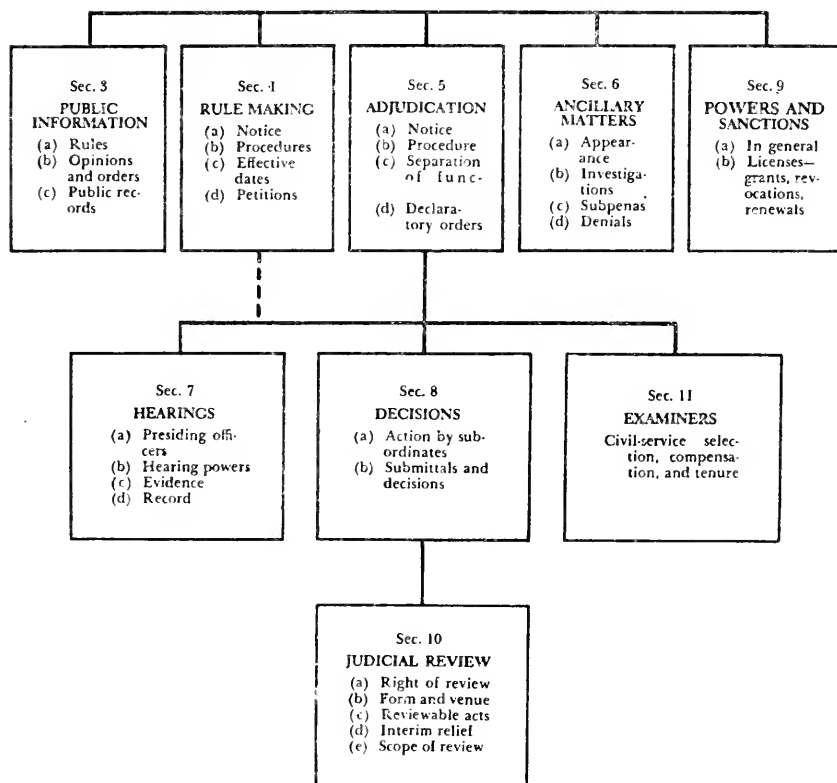 Sec. 3
PUBLIC
INFORMATION
(a) Rules
(b) Opinions
and orders
(c) Public rec-
ords
Sec. 4
RULE MAKING
(a) Notice
(b) Procedures
(c) Effective
dates
(d) Petitions
Sec. 5
ADJUDICATION
(a) Notice
(b) Procedure
(c) Separation
of func-
(d) Declara-
tory orders
Sec. 6
ANCILLARY
MATTERS
(a) Appear-
ance
(b) Investiga-
tions
(c) Subpenas
(d) Denials
Sec. 9
POWERS AND
SANCTIONS
(a) In general
(b) Licenses—
grants, rev-
ocations,
renewals
Sec. 7
HEARINGS
(a) Presiding offi-
cers
(b) Hearing powers
(c) Evidence
(d) Record
Sec. 8
DECISIONS
(a) Action by sub-
ordinates
(b) Submittals and
decisions
Sec. 11
EXAMINERS
Civil-service selec-
tion, compensa-
tion, and tenure
Sec. 10
JUDICIAL REVIEW
(a) Right of review
(b) Form and venue
(c) Reviewable acts
(d) Interim relief
(e) Scope of review